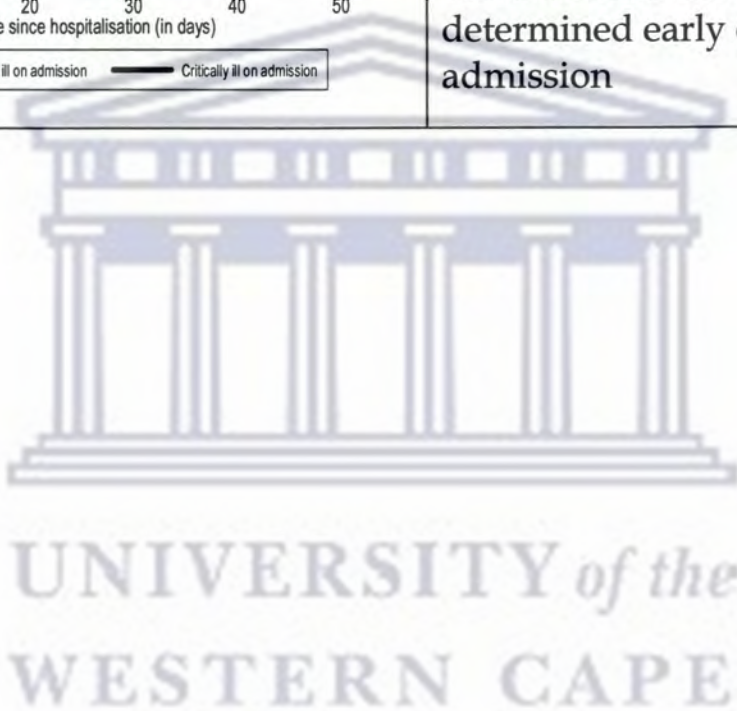 20 30 40 50
e since hospitalisation (in days)
ill on admission Critically ill on admission
determined early
admission
UNIVERSITY of the
WESTERN CAPE